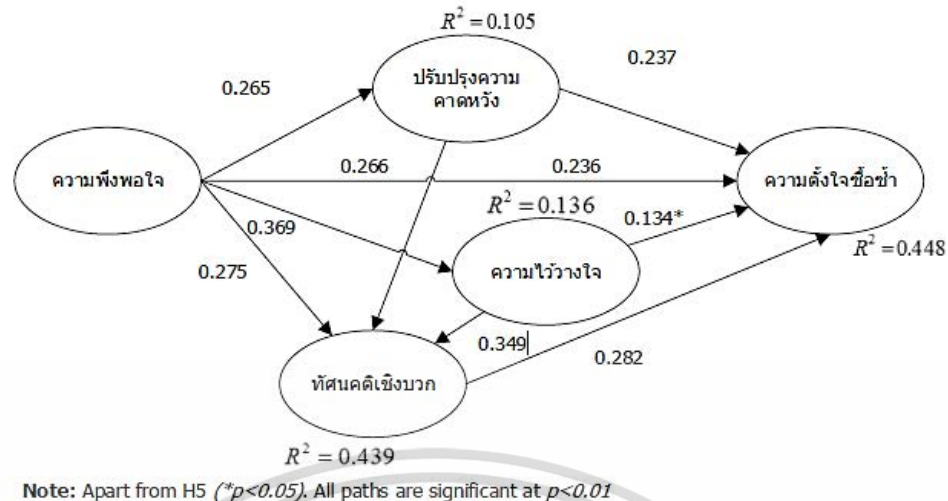 R² = 0.105
0.237
0.265
ปรับปรุงความ
คาดหวัง
ความพึงพอใจ
0.266
0.236
ความตั้งใจซื้อซ้ำ
R² = 0.136
0.134*
0.369
R² = 0.448
0.275
ความไว้วางใจ
0.349
0.282
ทัศนคติเชิงบวก
R² = 0.439
Note: Apart from H5 (*p<0.05). All paths are significant at p<0.01